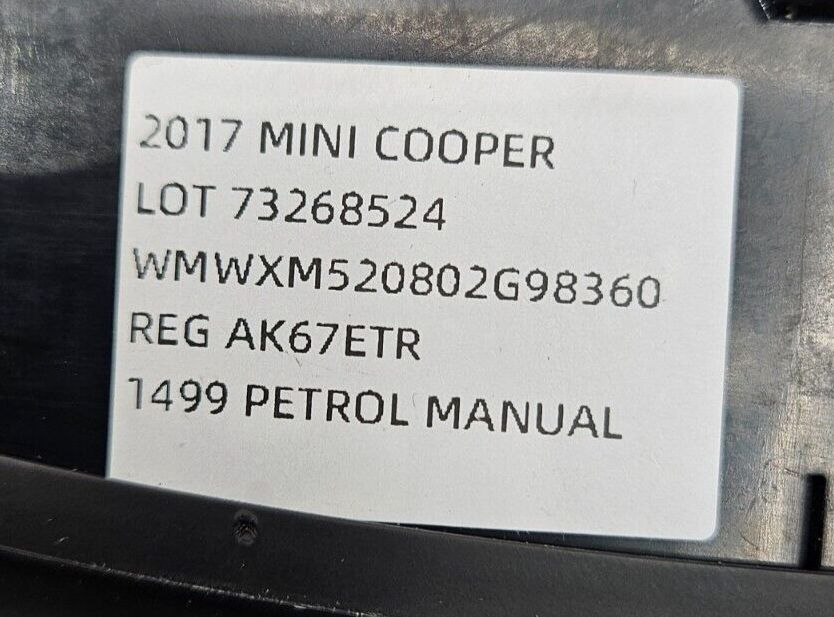 2017 MINI COOPER
LOT 73268524
WMWXM520802G98360
REG AK67ETR
1499 PETROL MANUAL